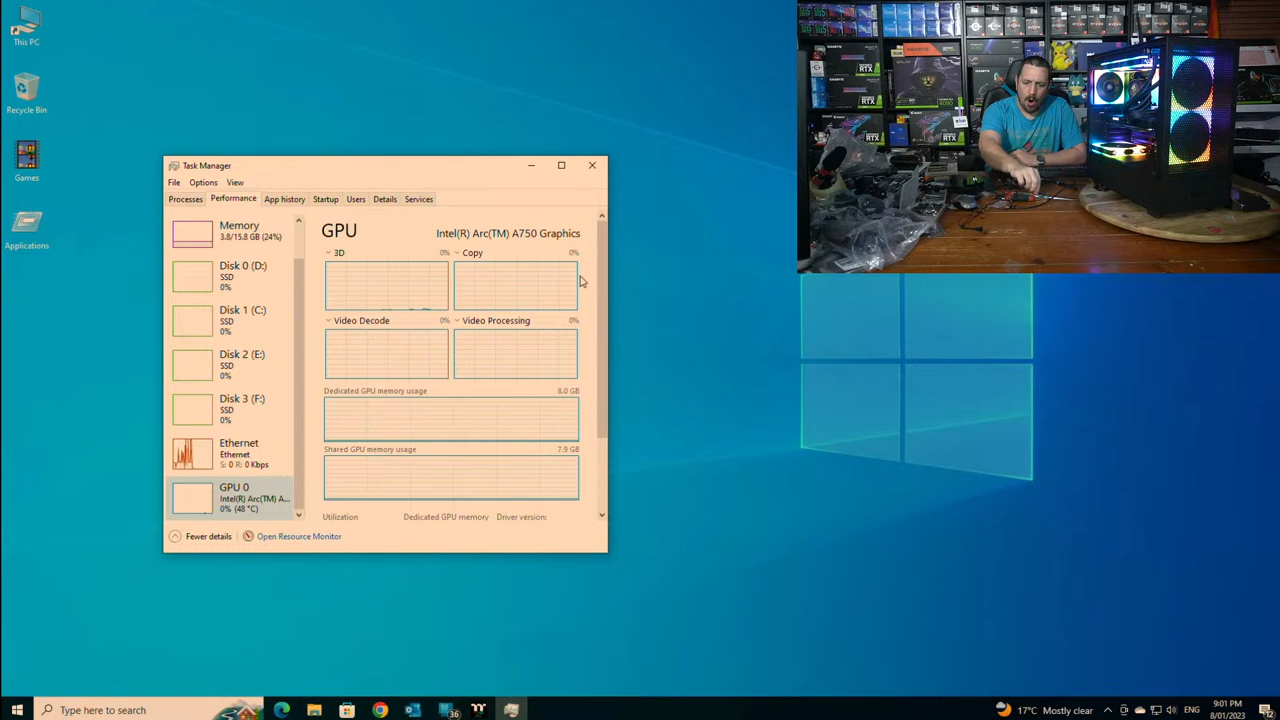 This PC
Recycle Bin
Games
Applications
Task Manager
File Options View
Processes Performance App history Startup Users Details Services
Memory
3.8/15.8 GB (24%)
Disk 0 (D:)
SSD
0%
Disk 1 (C:)
SSD
0%
Disk 2 (E:)
SSD
0%
Disk 3 (F:)
SSD
0%
Ethernet
Ethernet
S: 0 R: 0 Kbps
GPU 0
Intel(R) Arc(TM) A...
0% (48 °C)
GPU Intel(R) Arc(TM) A750 Graphics
3D 0% Copy 0%
Video Decode 0% Video Processing 0%
Dedicated GPU memory usage 8.0 GB
Shared GPU memory usage 7.9 GB
Utilization Dedicated GPU memory Driver version:
Fewer details Open Resource Monitor
GIGABYTE
RTX
4090
RTX
Type here to search
36
17°C Mostly clear
ENG
9:01 PM
8/01/2023